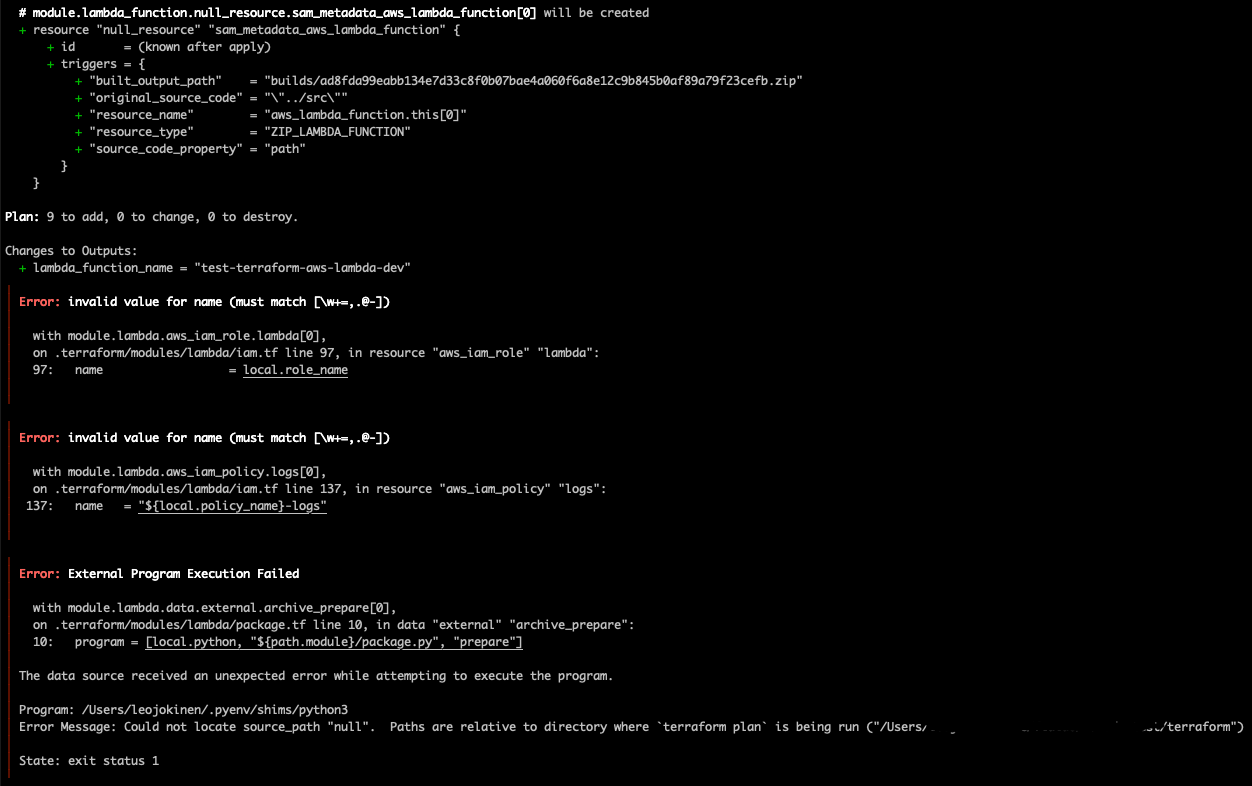 # module.lambda_function.null_resource.sam_metadata_aws_lambda_function[0] will be created
+ resource "null_resource" "sam_metadata_aws_lambda_function" {
+ id       = (known after apply)
+ triggers = {
+ "built_output_path"    = "builds/ad8fda99eabb134e7d33c8f0b07bae4a060f6a8e12c9b845b0af89a79f23cefb.zip"
+ "original_source_code" = "\"../src\""
+ "resource_name"        = "aws_lambda_function.this[0]"
+ "resource_type"        = "ZIP_LAMBDA_FUNCTION"
+ "source_code_property" = "path"
}
}
Plan: 9 to add, 0 to change, 0 to destroy.
Changes to Outputs:
+ lambda_function_name = "test-terraform-aws-lambda-dev"
Error: invalid value for name (must match [\w+=,.@-])
with module.lambda.aws_iam_role.lambda[0],
on .terraform/modules/lambda/iam.tf line 97, in resource "aws_iam_role" "lambda":
97:   name                  = local.role_name
Error: invalid value for name (must match [\w+=,.@-])
with module.lambda.aws_iam_policy.logs[0],
on .terraform/modules/lambda/iam.tf line 137, in resource "aws_iam_policy" "logs":
137:   name   = "${local.policy_name}-logs"
Error: External Program Execution Failed
with module.lambda.data.external.archive_prepare[0],
on .terraform/modules/lambda/package.tf line 10, in data "external" "archive_prepare":
10:   program = [local.python, "${path.module}/package.py", "prepare"]
The data source received an unexpected error while attempting to execute the program.
Program: /Users/leojokinen/.pyenv/shims/python3
Error Message: Could not locate source_path "null".  Paths are relative to directory where `terraform plan` is being run ("/Users/ /terraform")
State: exit status 1